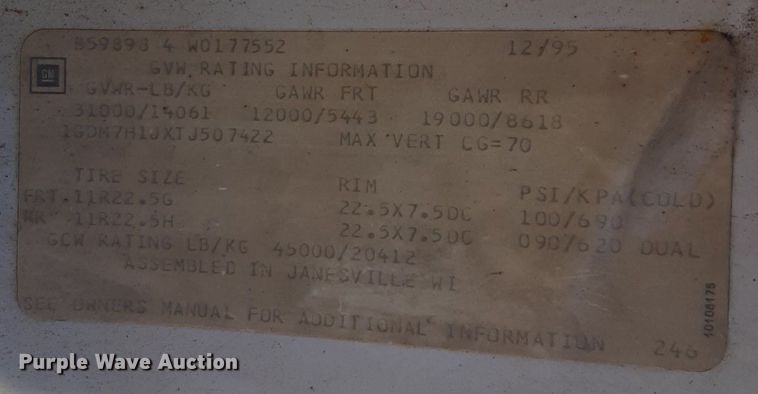 859898 4 W0177552 12/95
GM
GVW RATING INFORMATION
GVWR-LB/KG GAWR FRT GAWR RR
31000/14061 12000/5443 19000/8618
1GDM7H1JXTJ507422 MAX VERT CG=70
TIRE SIZE RIM PSI/KPA(COLD)
FRT.11R22.5G 22.5X7.5DC 100/690
RR 11R22.5H 22.5X7.5DC 090/620 DUAL
GCW RATING LB/KG 45000/20412
ASSEMBLED IN JANESVILLE WI
SEE OWNERS MANUAL FOR ADDITIONAL INFORMATION 246
10106175
Purple Wave Auction